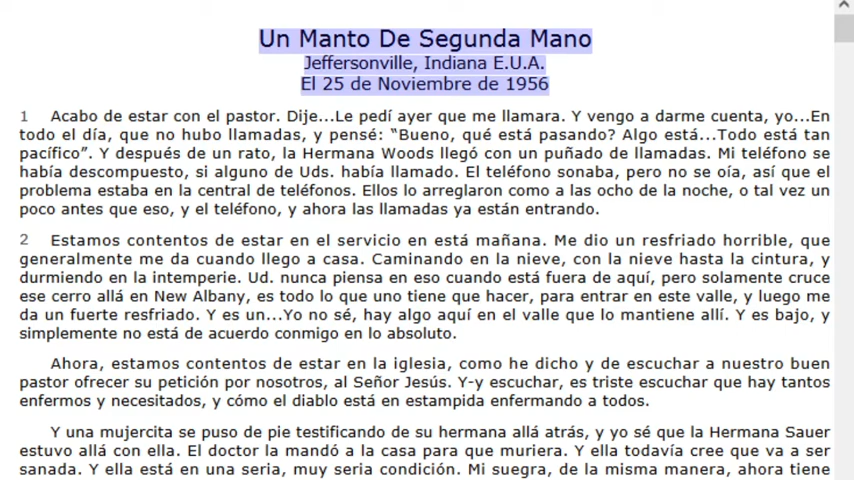 Un Manto De Segunda Mano
Jeffersonville, Indiana E.U.A.
El 25 de Noviembre de 1956
1 Acabo de estar con el pastor. Dije...Le pedí ayer que me llamara. Y vengo a darme cuenta, yo...En
todo el día, que no hubo llamadas, y pensé: “Bueno, qué está pasando? Algo está...Todo está tan
pacífico”. Y después de un rato, la Hermana Woods llegó con un puñado de llamadas. Mi teléfono se
había descompuesto, si alguno de Uds. había llamado. El teléfono sonaba, pero no se oía, así que el
problema estaba en la central de teléfonos. Ellos lo arreglaron como a las ocho de la noche, o tal vez un
poco antes que eso, y el teléfono, y ahora las llamadas ya están entrando.
2 Estamos contentos de estar en el servicio en está mañana. Me dio un resfriado horrible, que
generalmente me da cuando llego a casa. Caminando en la nieve, con la nieve hasta la cintura, y
durmiendo en la intemperie. Ud. nunca piensa en eso cuando está fuera de aquí, pero solamente cruce
ese cerro allá en New Albany, es todo lo que uno tiene que hacer, para entrar en este valle, y luego me
da un fuerte resfriado. Y es un...Yo no sé, hay algo aquí en el valle que lo mantiene allí. Y es bajo, y
simplemente no está de acuerdo conmigo en lo absoluto.
Ahora, estamos contentos de estar en la iglesia, como he dicho y de escuchar a nuestro buen
pastor ofrecer su petición por nosotros, al Señor Jesús. Y-y escuchar, es triste escuchar que hay tantos
enfermos y necesitados, y cómo el diablo está en estampida enfermando a todos.
Y una mujercita se puso de pie testificando de su hermana allá atrás, y yo sé que la Hermana Sauer
estuvo allá con ella. El doctor la mandó a la casa para que muriera. Y ella todavía cree que va a ser
sanada. Y ella está en una seria, muy seria condición. Mi suegra, de la misma manera, ahora tiene